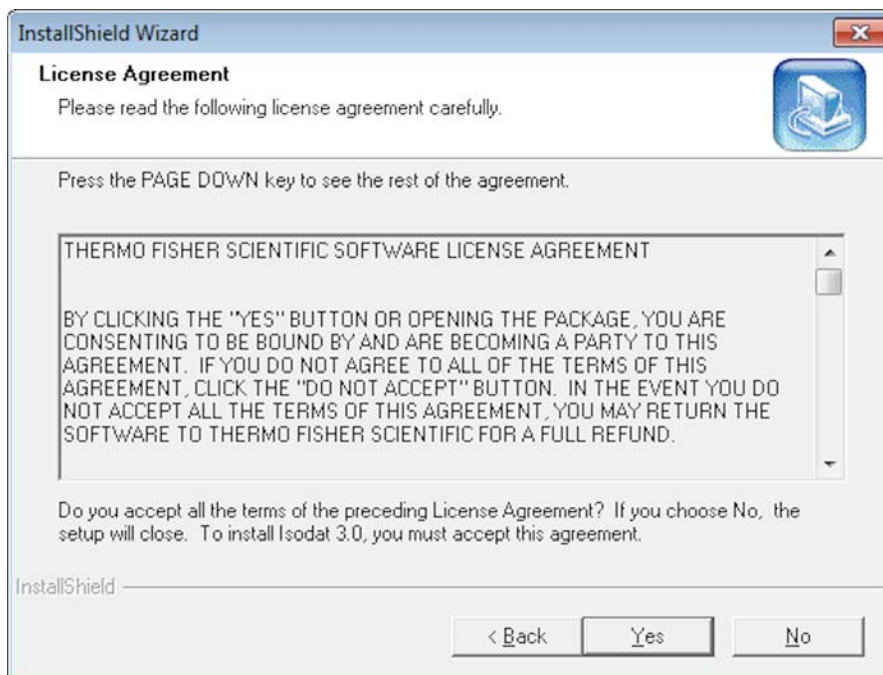 InstallShield Wizard
License Agreement
Please read the following license agreement carefully.
Press the PAGE DOWN key to see the rest of the agreement.
THERMO FISHER SCIENTIFIC SOFTWARE LICENSE AGREEMENT
BY CLICKING THE "YES" BUTTON OR OPENING THE PACKAGE, YOU ARE
CONSENTING TO BE BOUND BY AND ARE BECOMING A PARTY TO THIS
AGREEMENT. IF YOU DO NOT AGREE TO ALL OF THE TERMS OF THIS
AGREEMENT, CLICK THE "DO NOT ACCEPT" BUTTON. IN THE EVENT YOU DO
NOT ACCEPT ALL THE TERMS OF THIS AGREEMENT, YOU MAY RETURN THE
SOFTWARE TO THERMO FISHER SCIENTIFIC FOR A FULL REFUND.
Do you accept all the terms of the preceding License Agreement? If you choose No, the
setup will close. To install Isodat 3.0, you must accept this agreement.
InstallShield
< Back
Yes
No